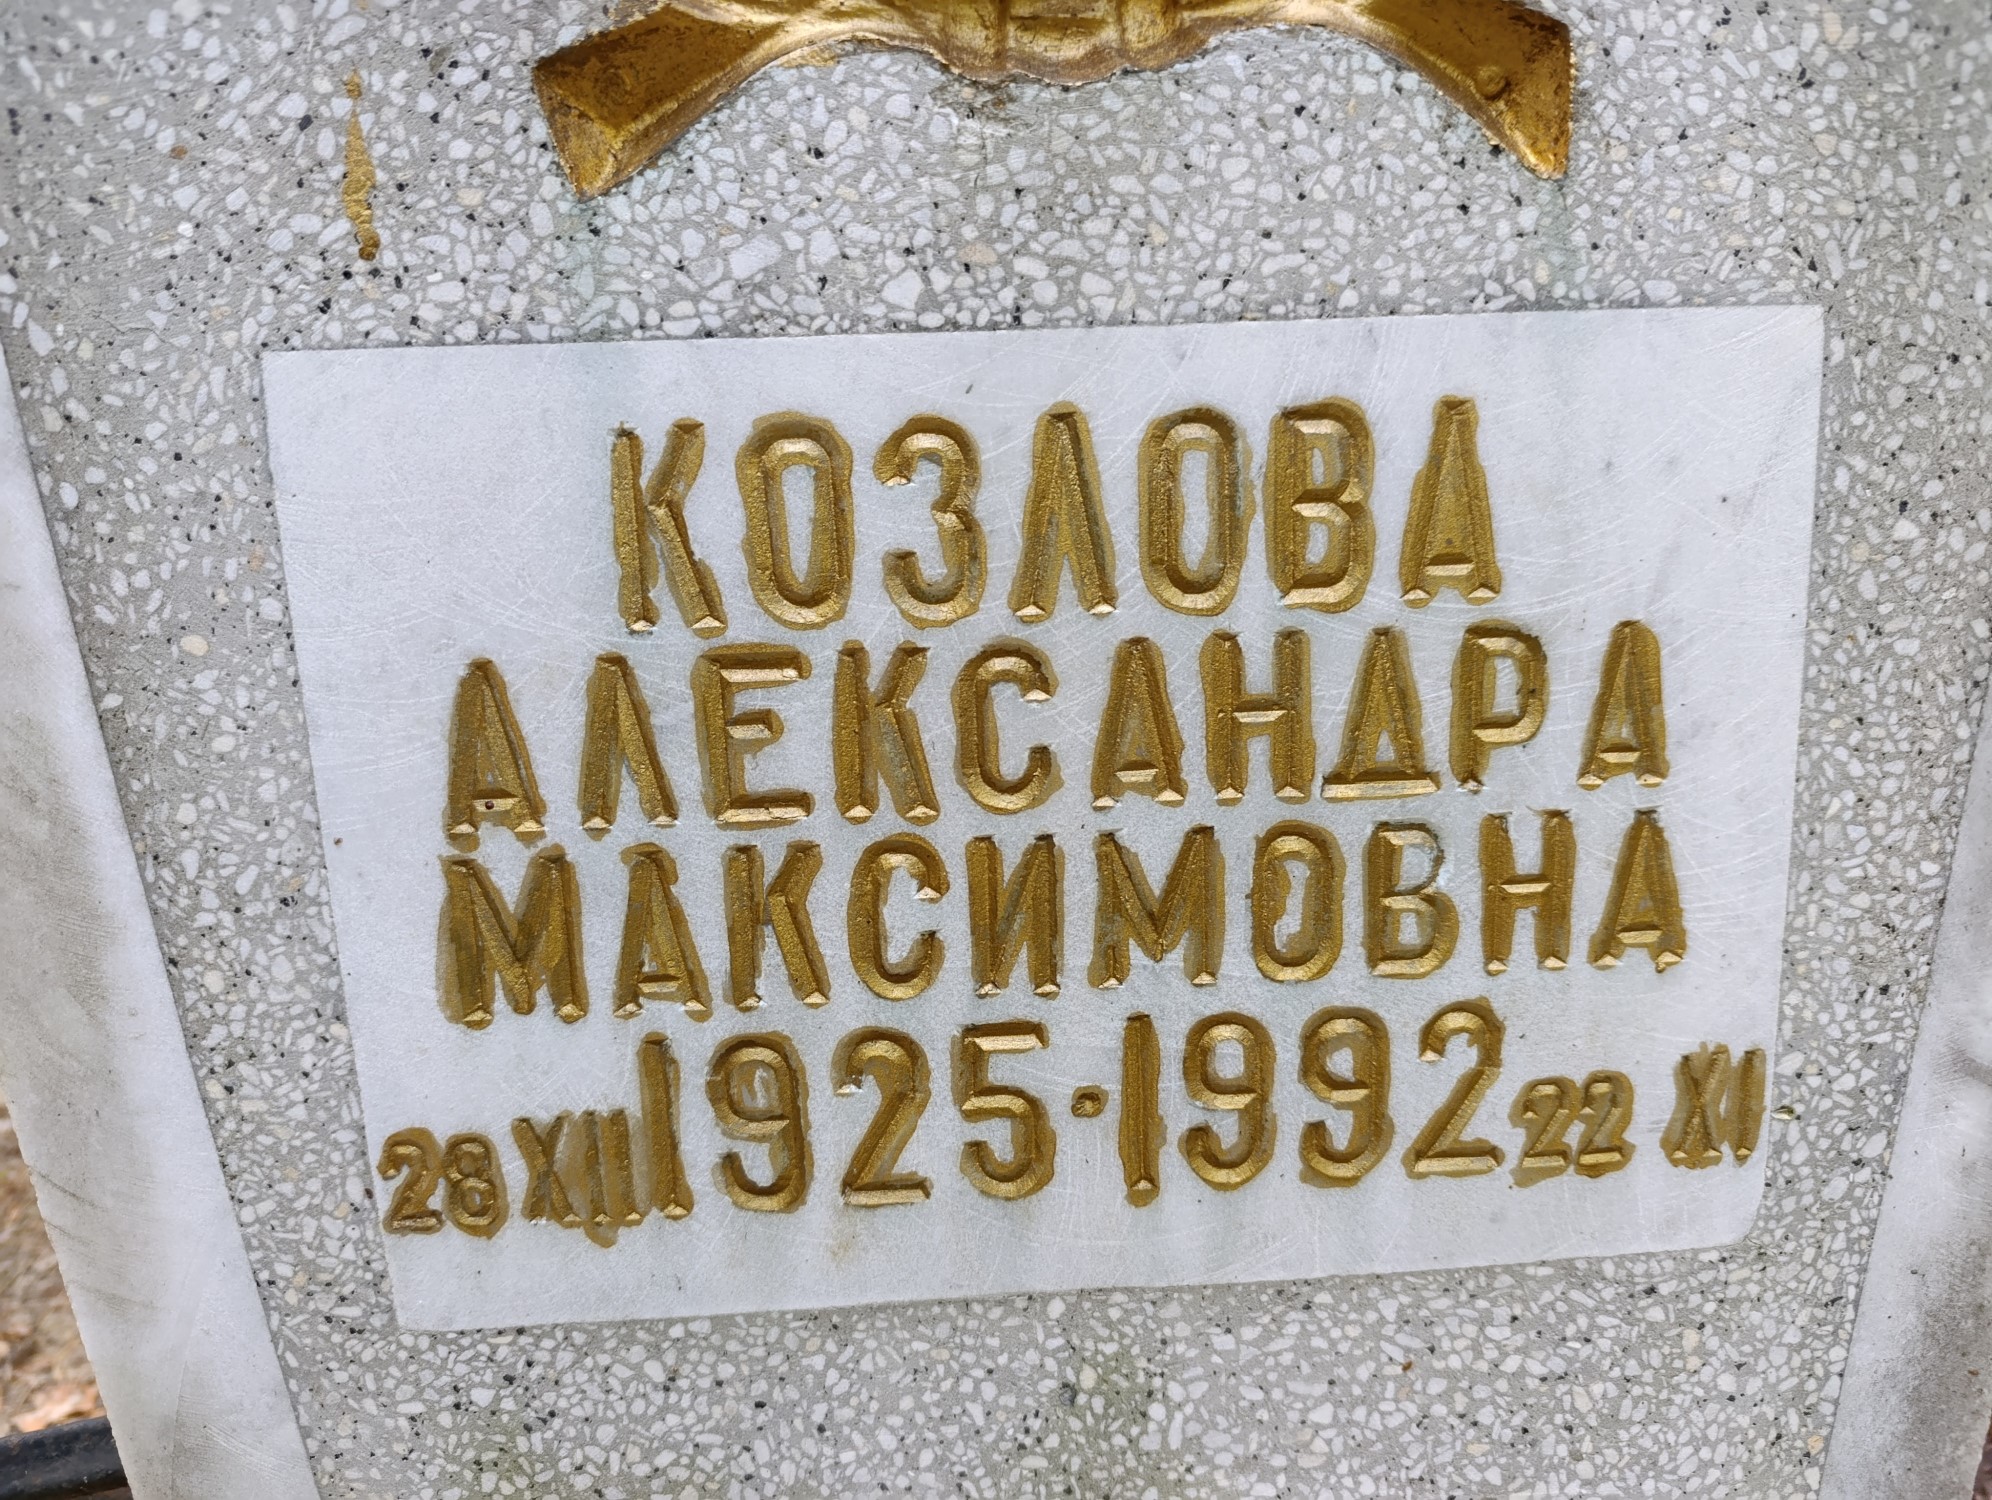 КОЗЛОВА
АЛЕКСАНДРА
МАКСИМОВНА
28 XII 1925·1992 22 XI